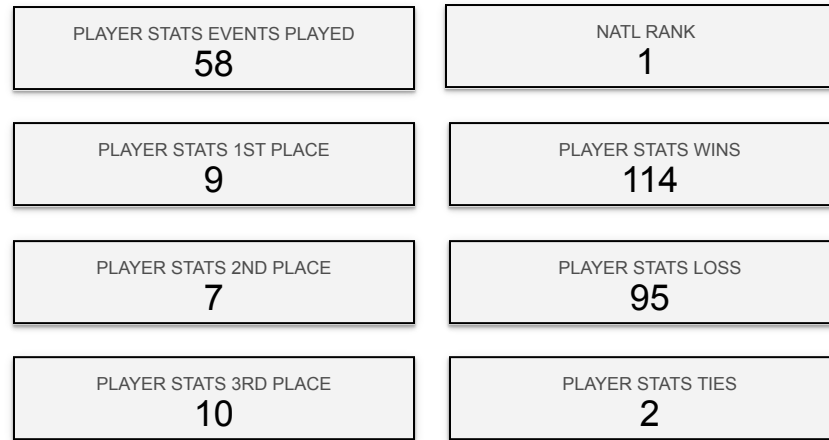 PLAYER STATS EVENTS PLAYED
58
NATL RANK
1
PLAYER STATS 1ST PLACE
9
PLAYER STATS WINS
114
PLAYER STATS 2ND PLACE
7
PLAYER STATS LOSS
95
PLAYER STATS 3RD PLACE
10
PLAYER STATS TIES
2